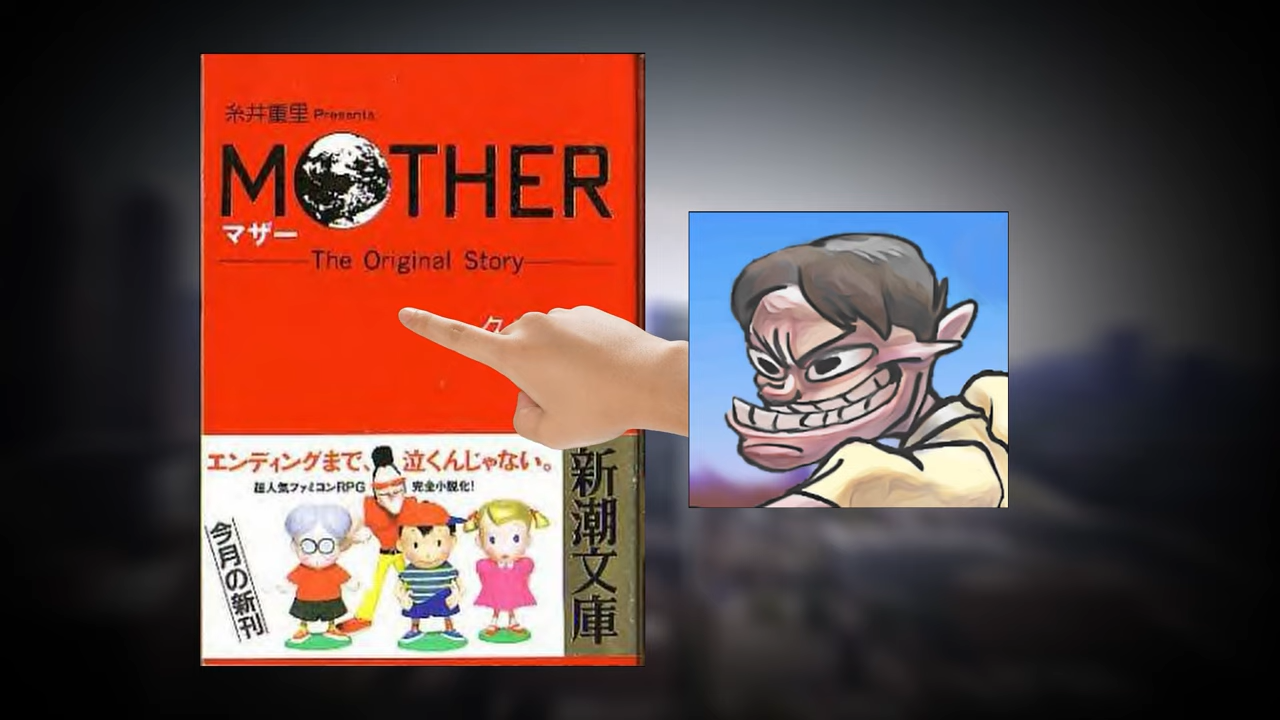 糸井重里 Presents
MOTHER
マザー
The Original Story
エンディングまで、泣くんじゃない。
超人気ファミコンRPG 完全小説化!
今月の新刊
新潮文庫